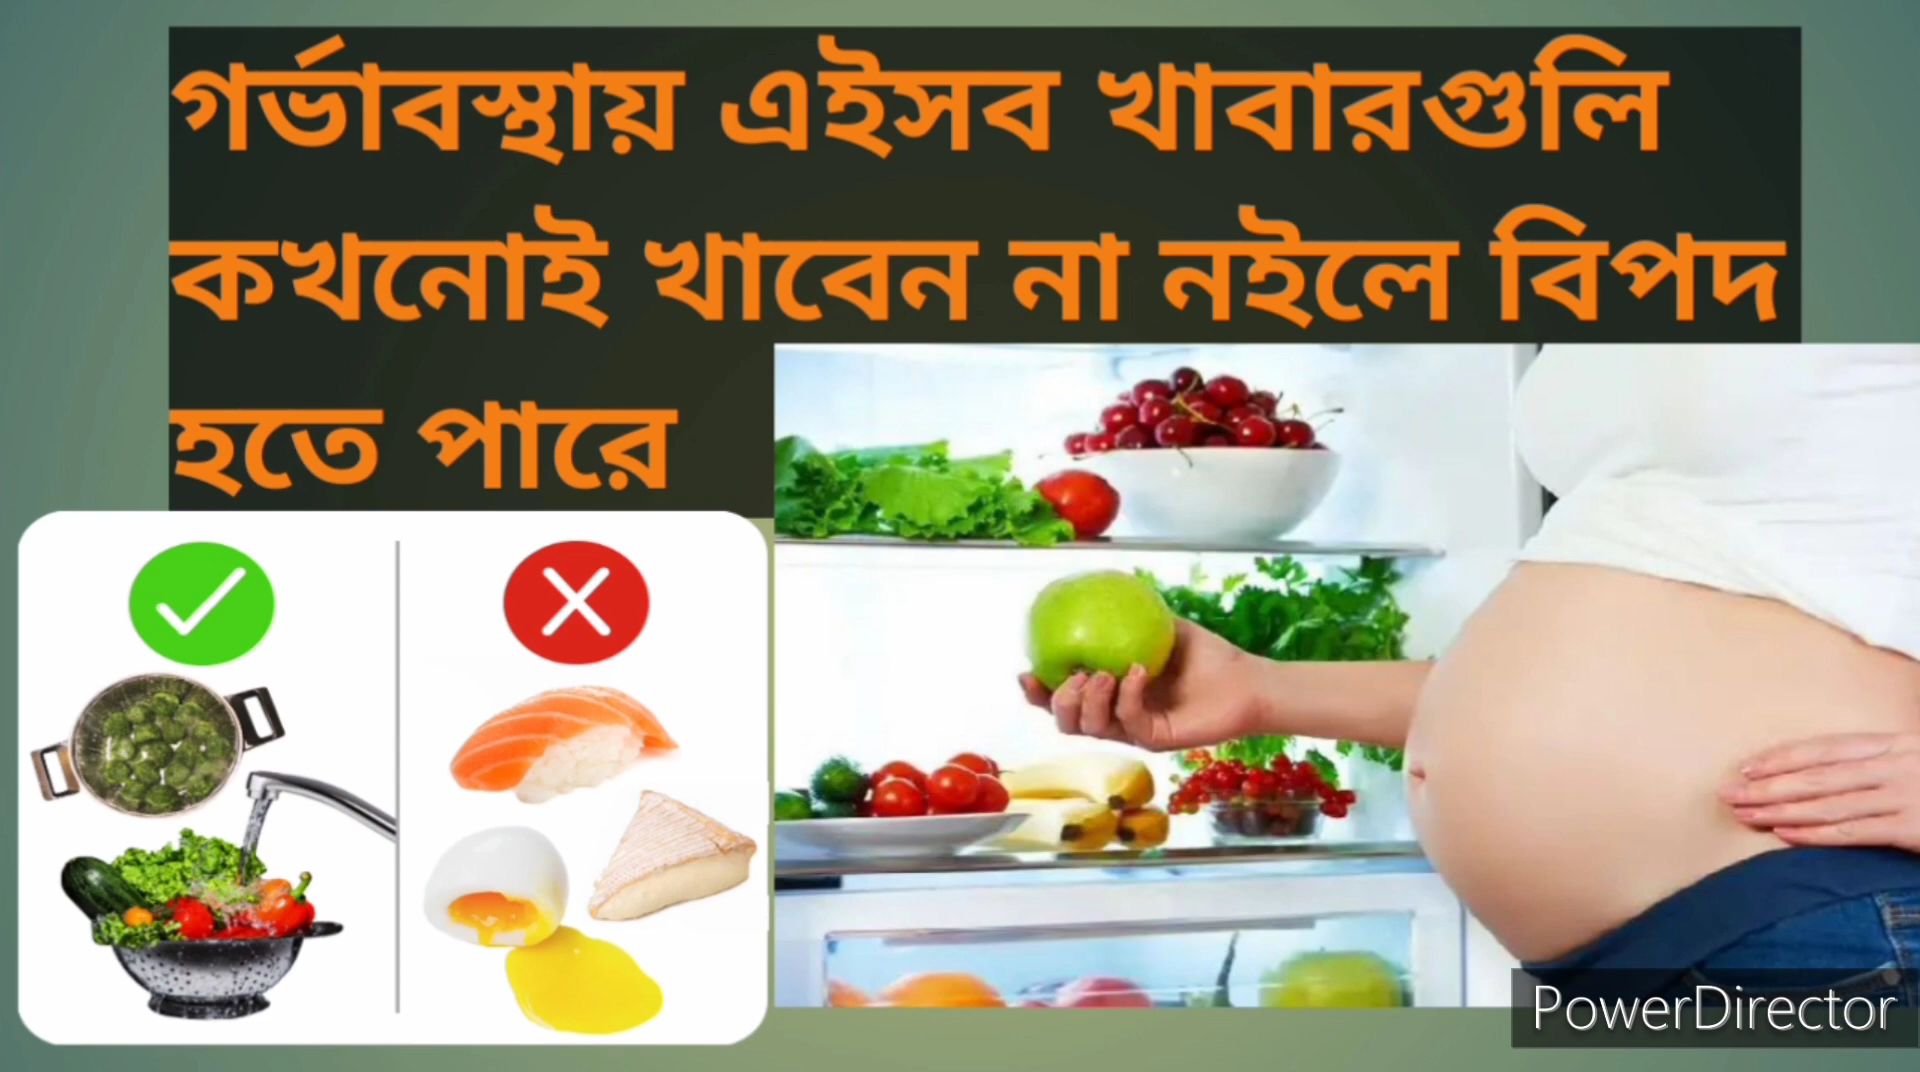 গর্ভাবস্থায় এইসব খাবারগুলি
কখনোই খাবেন না নইলে বিপদ
হতে পারে
PowerDirector